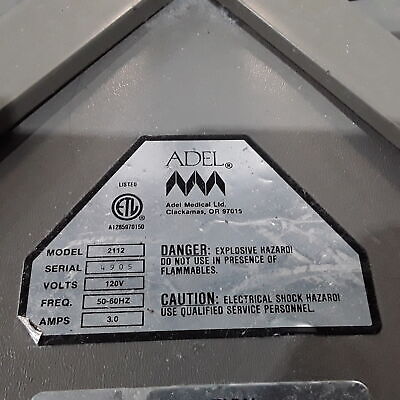 ADEL®
LISTED
ETL
Adel Medical Ltd.
Clackamas, OR 97015
MODEL 2112
SERIAL 4905
VOLTS 120V
FREQ. 50-60HZ
AMPS 3.0
DANGER: EXPLOSIVE HAZARD!
DO NOT USE IN PRESENCE OF
FLAMMABLES.
CAUTION: ELECTRICAL SHOCK HAZARD!
USE QUALIFIED SERVICE PERSONNEL.